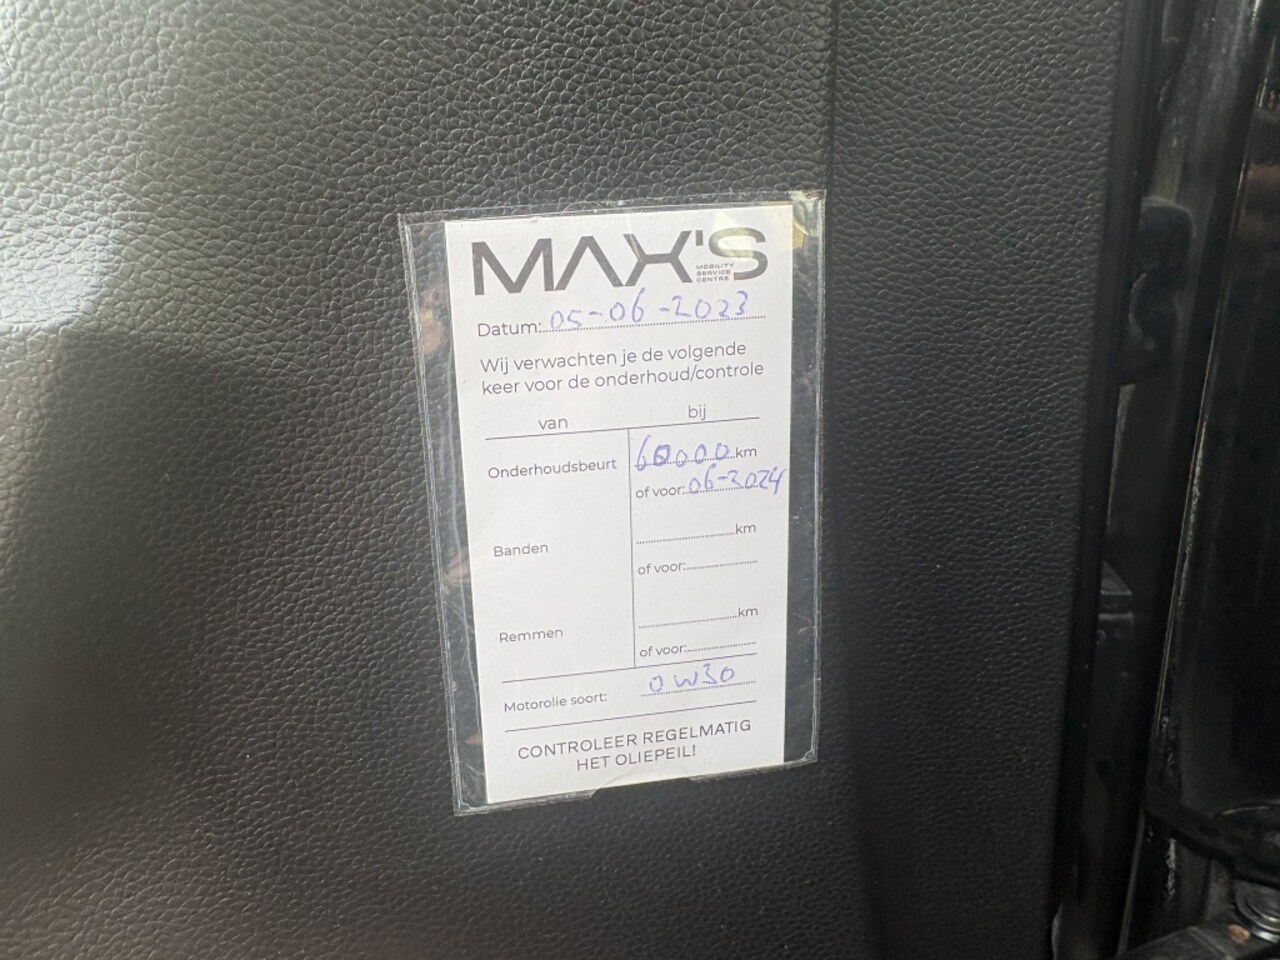 MAX'S
MOBILITY
SERVICE
CENTRE
Datum: 05-06-2023
Wij verwachten je de volgende
keer voor de onderhoud/controle
van bij
Onderhoudsbeurt 60000 km
of voor: 06-2024
Banden km
of voor:
Remmen km
of voor:
Motorolie soort: 0W30
CONTROLEER REGELMATIG
HET OLIEPEIL!